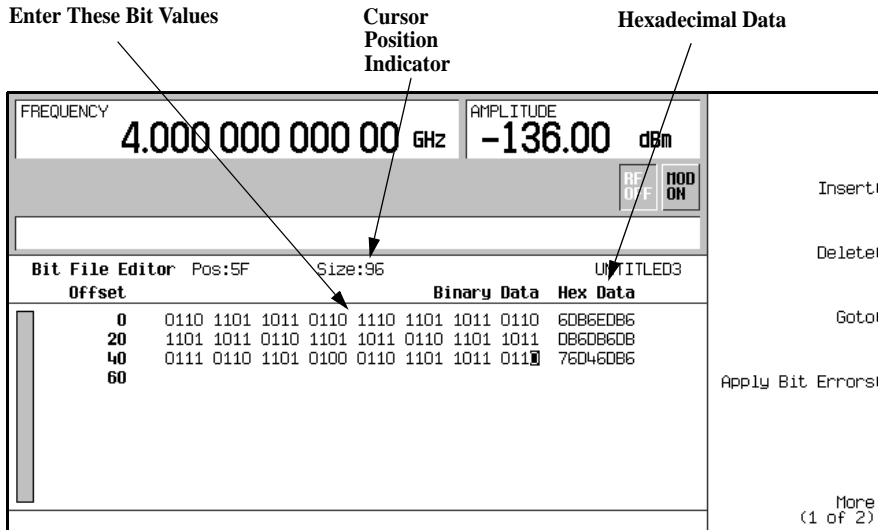 Enter These Bit Values
Cursor
Position
Indicator
Hexadecimal Data
FREQUENCY
4.000 000 000 00 GHz
AMPLITUDE
-136.00 dBm
RF
OFF
MOD
ON
Insert
Delete
Goto
Apply Bit Errors
More
(1 of 2)
Bit File Editor Pos:5F Size:96 UNTITLED3
Offset Binary Data Hex Data
0 0110 1101 1011 0110 1110 1101 1011 0110 6DB6EDB6
20 1101 1011 0110 1101 1011 0110 1101 1011 DB6DB6DB
40 0111 0110 1101 0100 0110 1101 1011 0110 76D46DB6
60